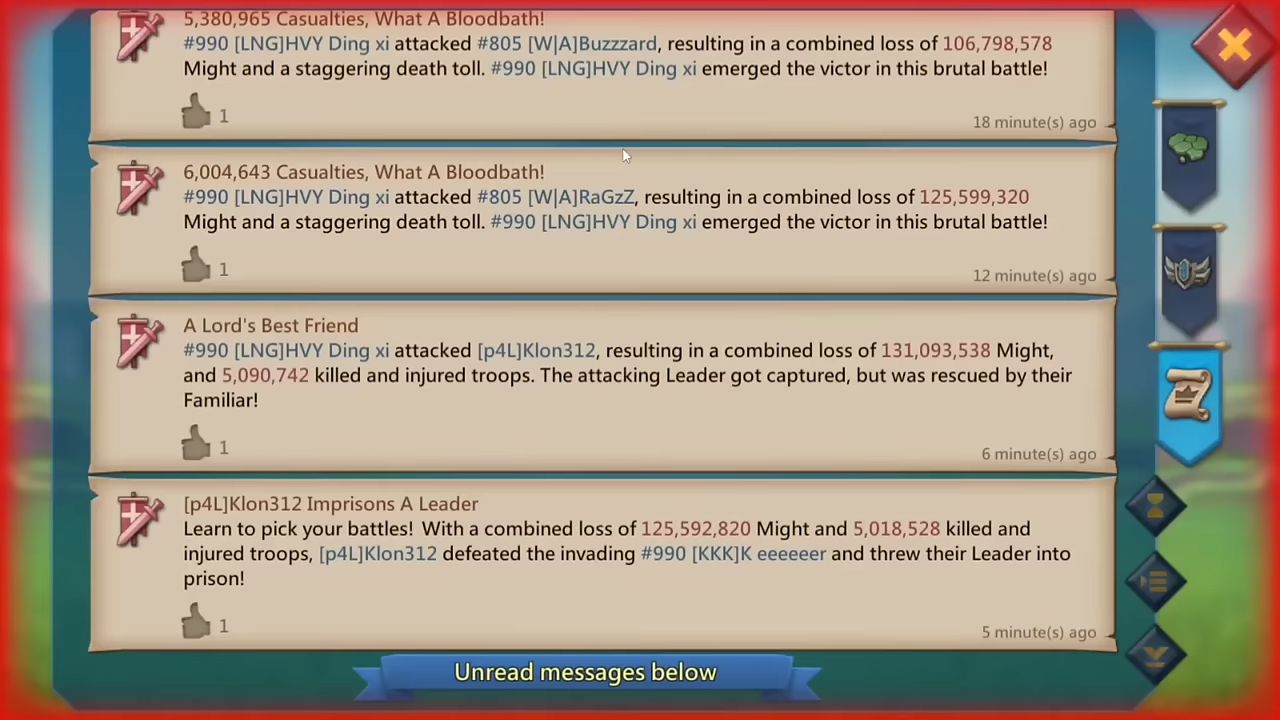 5,380,965 Casualties, What A Bloodbath!
#990 [LNG]HVY Ding xi attacked #805 [W|A]Buzzzard, resulting in a combined loss of 106,798,578
Might and a staggering death toll. #990 [LNG]HVY Ding xi emerged the victor in this brutal battle!
1
18 minute(s) ago
6,004,643 Casualties, What A Bloodbath!
#990 [LNG]HVY Ding xi attacked #805 [W|A]RaGzZ, resulting in a combined loss of 125,599,320
Might and a staggering death toll. #990 [LNG]HVY Ding xi emerged the victor in this brutal battle!
1
12 minute(s) ago
A Lord's Best Friend
#990 [LNG]HVY Ding xi attacked [p4L]Klon312, resulting in a combined loss of 131,093,538 Might,
and 5,090,742 killed and injured troops. The attacking Leader got captured, but was rescued by their
Familiar!
1
6 minute(s) ago
[p4L]Klon312 Imprisons A Leader
Learn to pick your battles! With a combined loss of 125,592,820 Might and 5,018,528 killed and
injured troops, [p4L]Klon312 defeated the invading #990 [KKK]K eeeeeer and threw their Leader into
prison!
1
5 minute(s) ago
Unread messages below